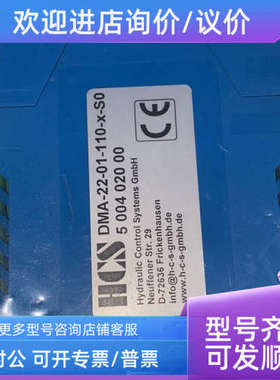 欢迎进店询价/议价
HCS
DMA-22-01-110-x-S0
5 004 020 00
Hydraulic Control Systems GmbH
Neuffener Str. 29
D-72636 Frickenhausen
info@h-c-s-gmbh.de
h-c-s-gmbh.de
CE
更多型号咨询店铺客服
对公 可开专票/普票
型号齐
可发顺